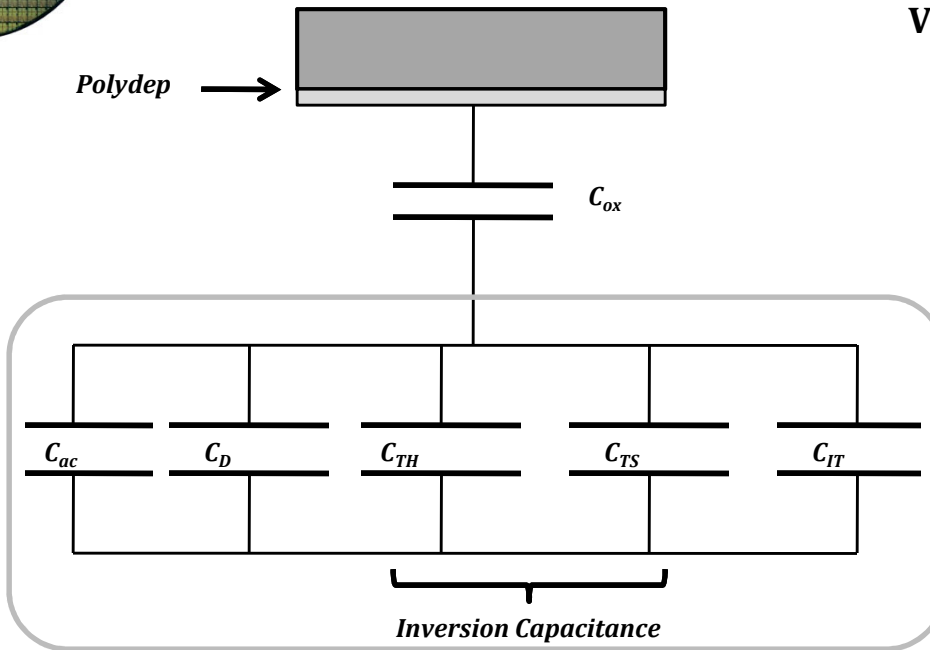 V
Polydep
C_ox
C_ac
C_D
C_TH
C_TS
C_IT
Inversion Capacitance